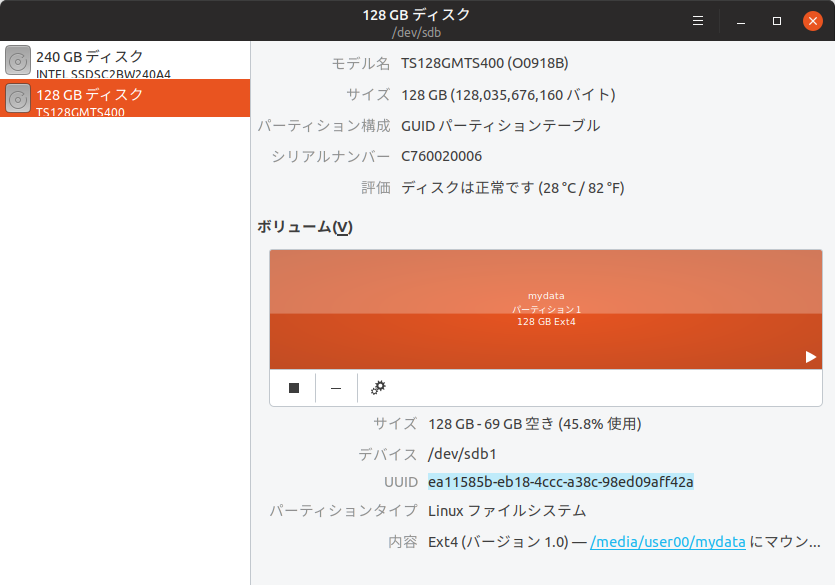 128 GB ディスク
/dev/sdb
240 GB ディスク
INTEL SSDSC2BW240A4
128 GB ディスク
TS128GMTS400
モデル名 TS128GMTS400 (O0918B)
サイズ 128 GB (128,035,676,160 バイト)
パーティション構成 GUID パーティションテーブル
シリアルナンバー C760020006
評価 ディスクは正常です (28 °C / 82 °F)
ボリューム(V)
mydata
パーティション 1
128 GB Ext4
サイズ 128 GB - 69 GB 空き (45.8% 使用)
デバイス /dev/sdb1
UUID ea11585b-eb18-4ccc-a38c-98ed09aff42a
パーティションタイプ Linux ファイルシステム
内容 Ext4 (バージョン 1.0) — /media/user00/mydata にマウン...